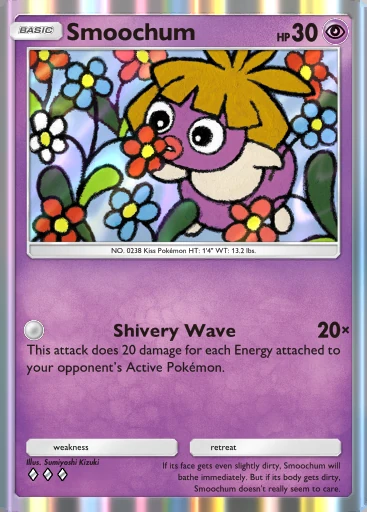 BASIC
Smoochum
HP 30
NO. 0238 Kiss Pokémon HT: 1'4" WT: 13.2 lbs.
Shivery Wave 20×
This attack does 20 damage for each Energy attached to
your opponent's Active Pokémon.
weakness
retreat
Illus. Sumiyoshi Kizuki
If its face gets even slightly dirty, Smoochum will
bathe immediately. But if its body gets dirty,
Smoochum doesn't really seem to care.